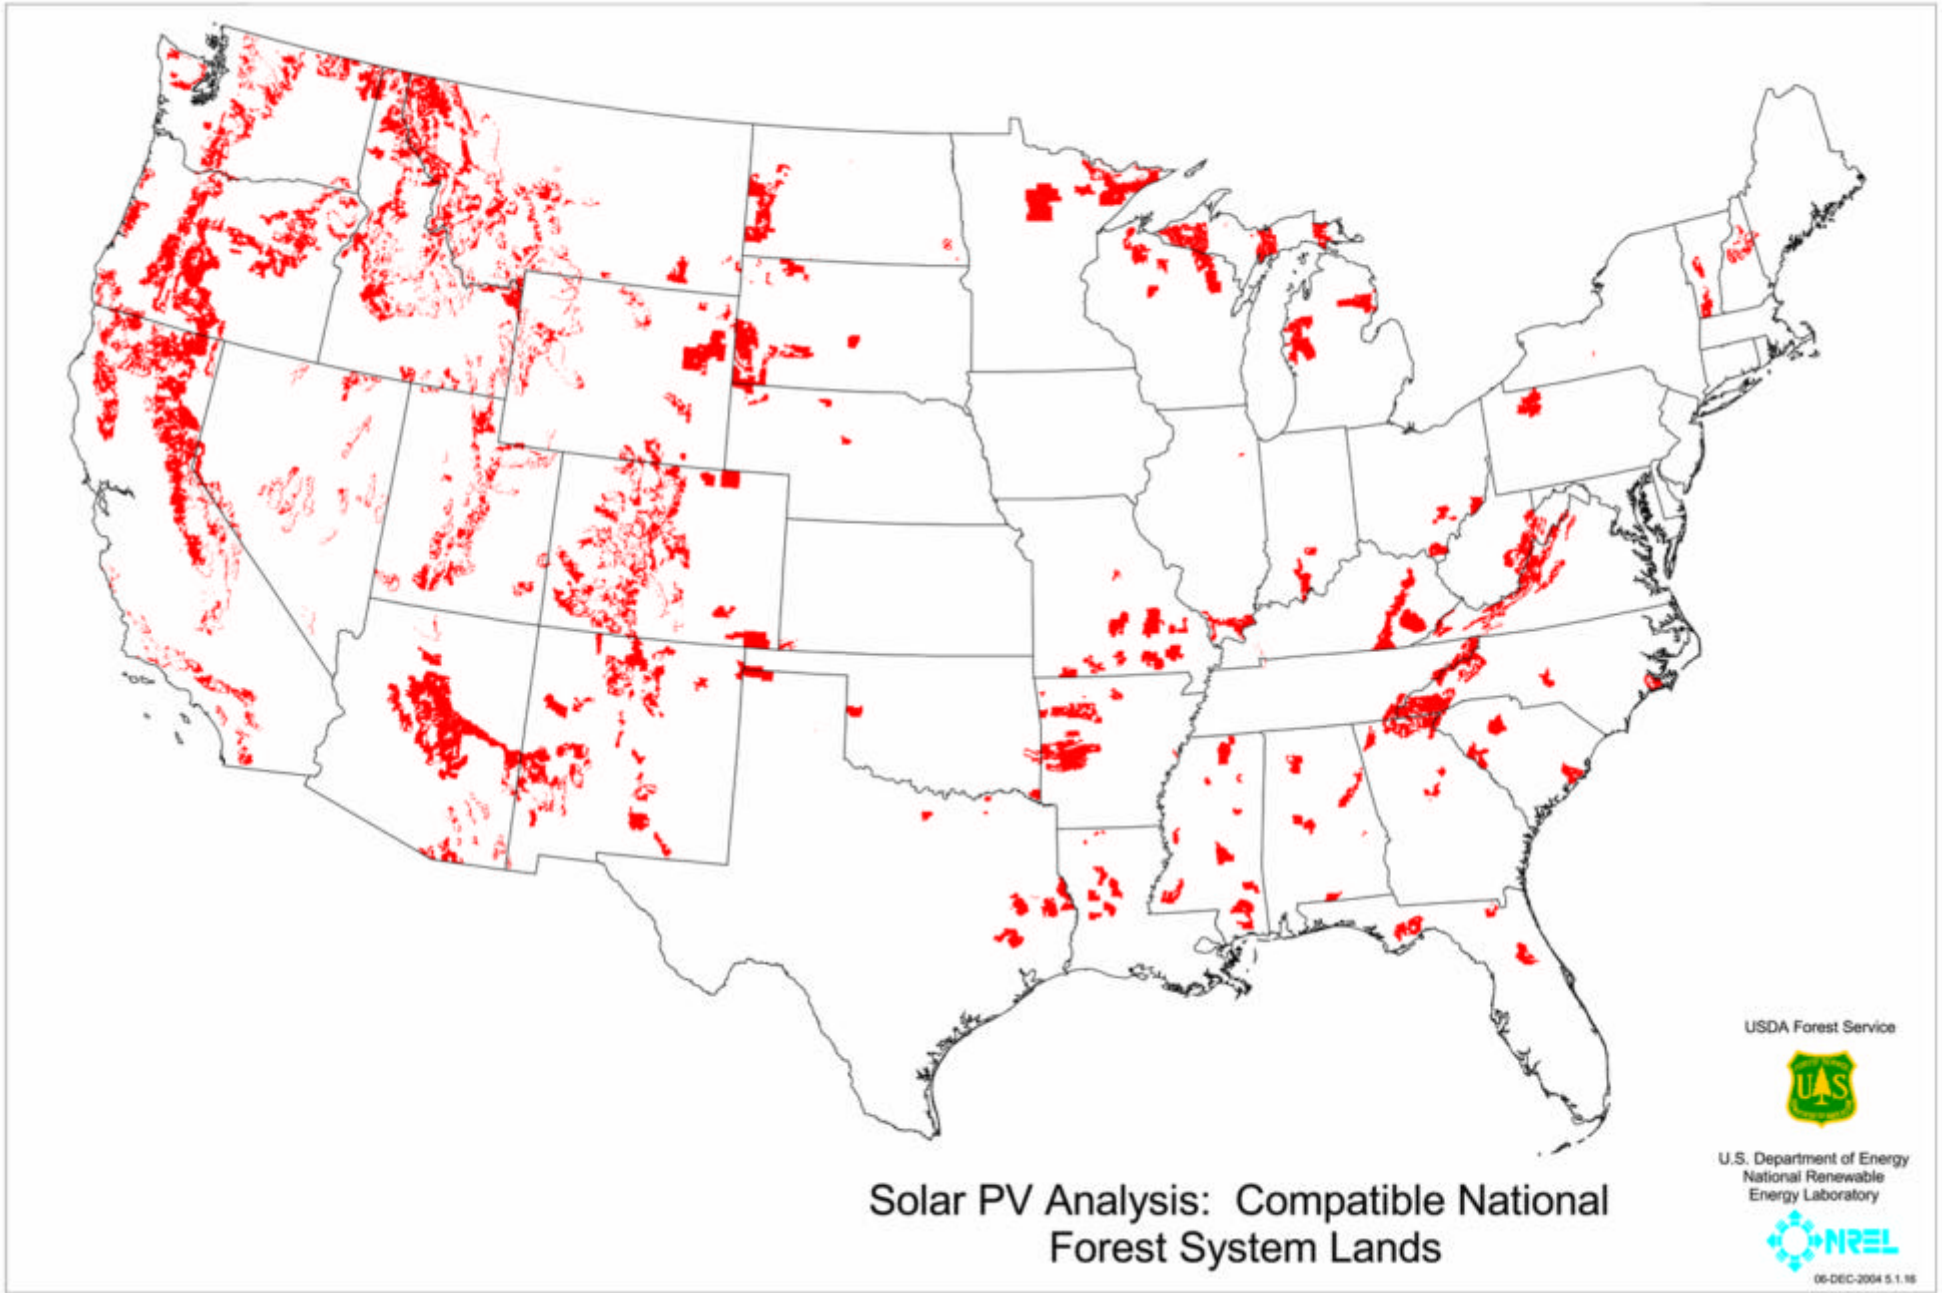 USDA Forest Service
UAS
U.S. Department of Energy
National Renewable
Energy Laboratory
NREL
06-DEC-2004 5.1.16
Solar PV Analysis: Compatible National
Forest System Lands